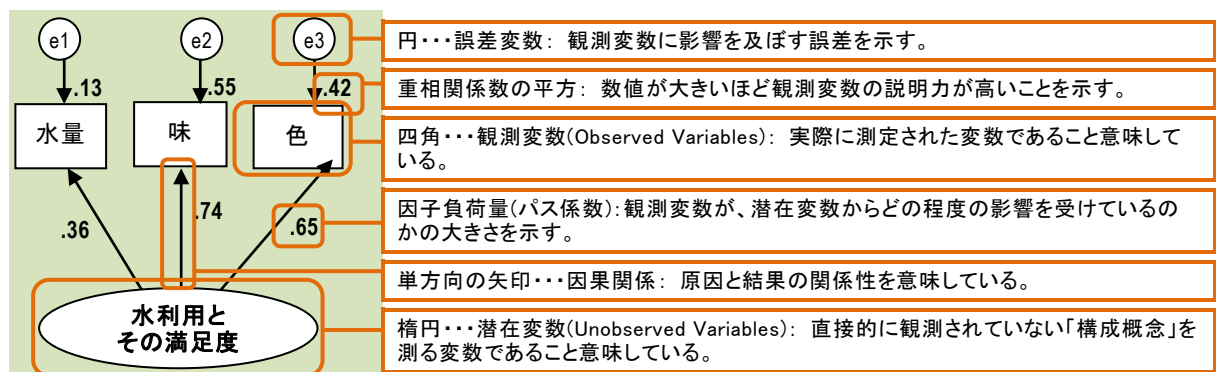 e1
e2
e3
.13
.55
.42
水量
味
色
.36
.74
.65
水利用と
その満足度
円・・・誤差変数： 観測変数に影響を及ぼす誤差を示す。
重相関係数の平方： 数値が大きいほど観測変数の説明力が高いことを示す。
四角・・・観測変数(Observed Variables)： 実際に測定された変数であること意味して
いる。
因子負荷量(パス係数)：観測変数が、潜在変数からどの程度の影響を受けているの
かの大きさを示す。
単方向の矢印・・・因果関係： 原因と結果の関係性を意味している。
楕円・・・潜在変数(Unobserved Variables)： 直接的に観測されていない「構成概念」を
測る変数であること意味している。